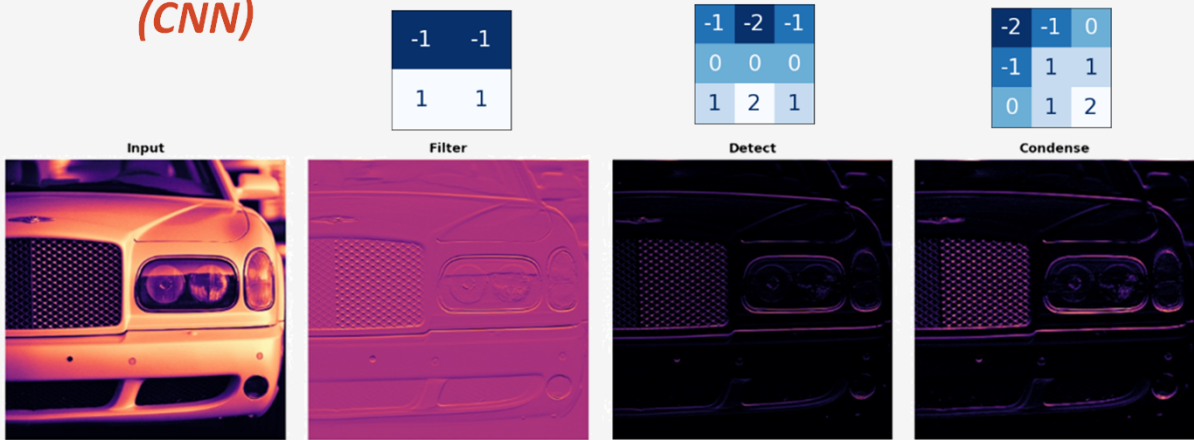 (CNN)
-1 -1
1 1
-1 -2 -1
0 0 0
1 2 1
-2 -1 0
-1 1 1
0 1 2
Input
Filter
Detect
Condense